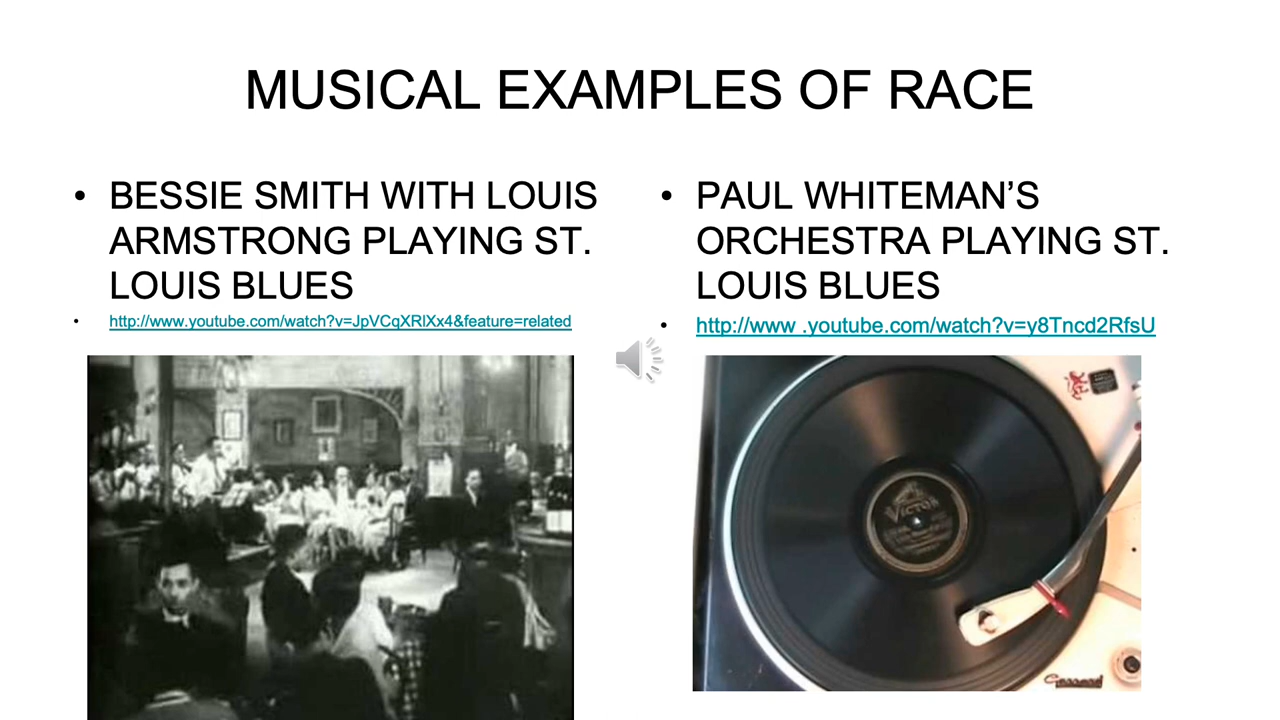 MUSICAL EXAMPLES OF RACE
• BESSIE SMITH WITH LOUIS
ARMSTRONG PLAYING ST.
LOUIS BLUES
• http://www.youtube.com/watch?v=JpVCqXRlXx4&feature=related
• PAUL WHITEMAN’S
ORCHESTRA PLAYING ST.
LOUIS BLUES
• http://www .youtube.com/watch?v=y8Tncd2RfsU
VICTOR